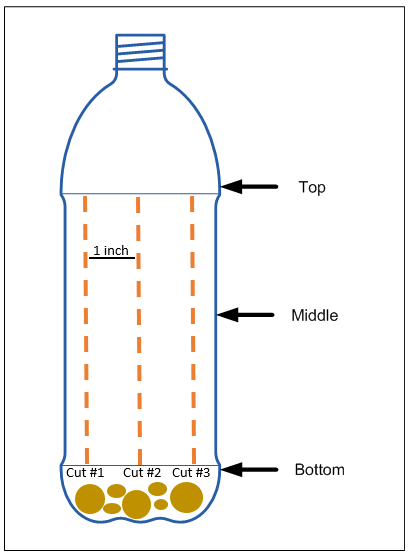 Top
1 inch
Middle
Bottom
Cut #1 Cut #2 Cut #3